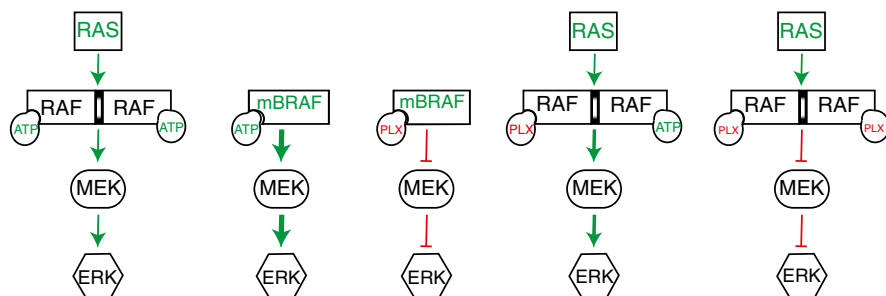 RAS RAS RAS
RAF RAF mBRAF mBRAF RAF RAF RAF RAF
ATP ATP ATP PLX PLX ATP PLX PLX
MEK MEK MEK MEK MEK
ERK ERK ERK ERK ERK